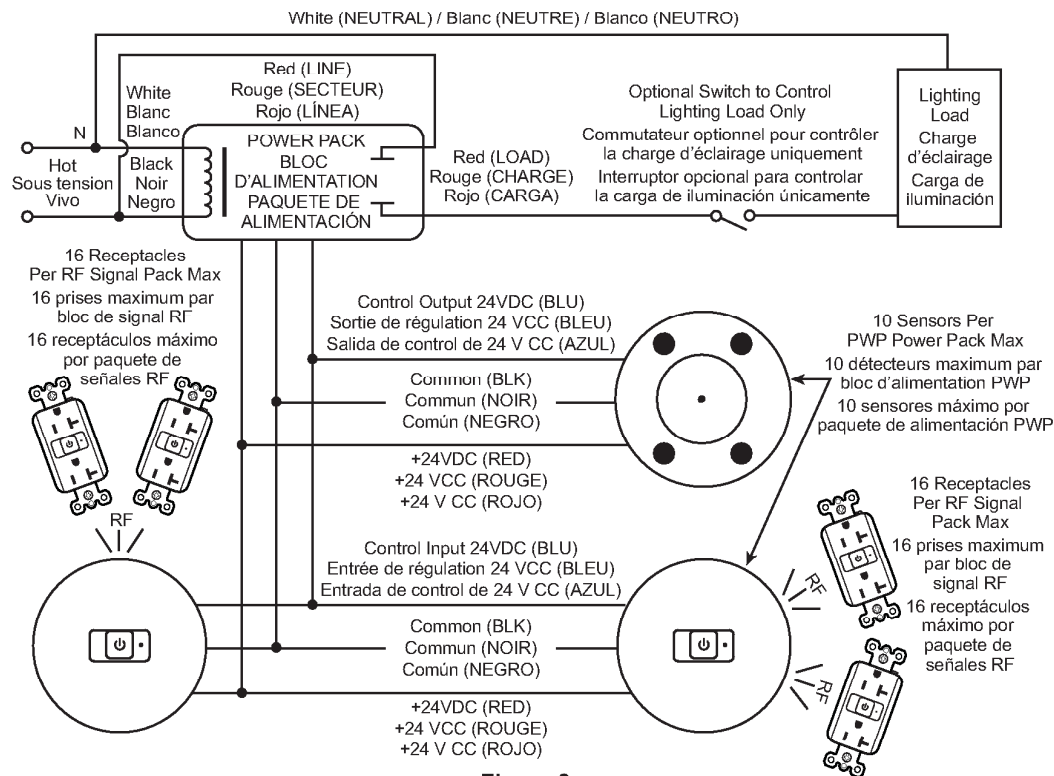 White (NEUTRAL) / Blanc (NEUTRE) / Blanco (NEUTRO)
Red (LINE)
Rouge (SECTEUR)
Rojo (LÍNEA)
White
Blanc
Blanco
N
Hot
Sous tension
Vivo
Black
Noir
Negro
POWER PACK
BLOC
D'ALIMENTATION
PAQUETE DE
ALIMENTACIÓN
Red (LOAD)
Rouge (CHARGE)
Rojo (CARGA)
Optional Switch to Control
Lighting Load Only
Commutateur optionnel pour contrôler
la charge d'éclairage uniquement
Interruptor opcional para controlar
la carga de iluminación únicamente
Lighting
Load
Charge
d'éclairage
Carga de
iluminación
16 Receptacles
Per RF Signal Pack Max
16 prises maximum par
bloc de signal RF
16 receptáculos máximo
por paquete de
señales RF
RF
Control Output 24VDC (BLU)
Sortie de régulation 24 VCC (BLEU)
Salida de control de 24 V CC (AZUL)
Common (BLK)
Commun (NOIR)
Común (NEGRO)
+24VDC (RED)
+24 VCC (ROUGE)
+24 V CC (ROJO)
10 Sensors Per
PWP Power Pack Max
10 détecteurs maximum par
bloc d'alimentation PWP
10 sensores máximo por
paquete de alimentación PWP
Control Input 24VDC (BLU)
Entrée de régulation 24 VCC (BLEU)
Entrada de control de 24 V CC (AZUL)
Common (BLK)
Commun (NOIR)
Común (NEGRO)
+24VDC (RED)
+24 VCC (ROUGE)
+24 V CC (ROJO)
16 Receptacles
Per RF Signal
Pack Max
16 prises maximum
par bloc de
signal RF
16 receptáculos
máximo por
paquete de
señales RF
RF
RF